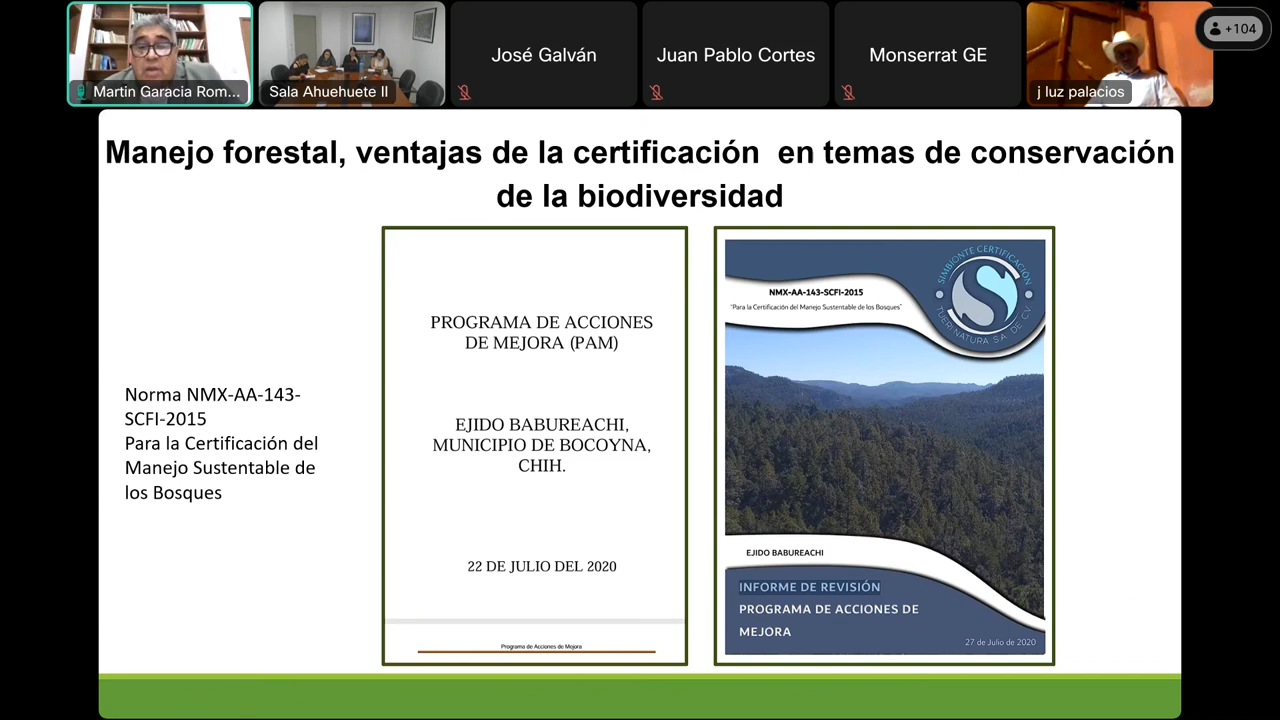 Martin Garacia Rom...
Sala Ahuehuete II
José Galván
Juan Pablo Cortes
Monserrat GE
j luz palacios
+104
Manejo forestal, ventajas de la certificación en temas de conservación
de la biodiversidad
Norma NMX-AA-143-
SCFI-2015
Para la Certificación del
Manejo Sustentable de
los Bosques
PROGRAMA DE ACCIONES
DE MEJORA (PAM)
EJIDO BABUREACHI,
MUNICIPIO DE BOCOYNA,
CHIH.
22 DE JULIO DEL 2020
Programa de Acciones de Mejora
SIMBIONTE CERTIFICACIÓN
TUERI NATURA S.A. DE C.V
NMX-AA-143-SCFI-2015
"Para la Certificación del Manejo Sustentable de los Bosques"
EJIDO BABUREACHI
INFORME DE REVISIÓN
PROGRAMA DE ACCIONES DE
MEJORA
27 de Julio de 2020